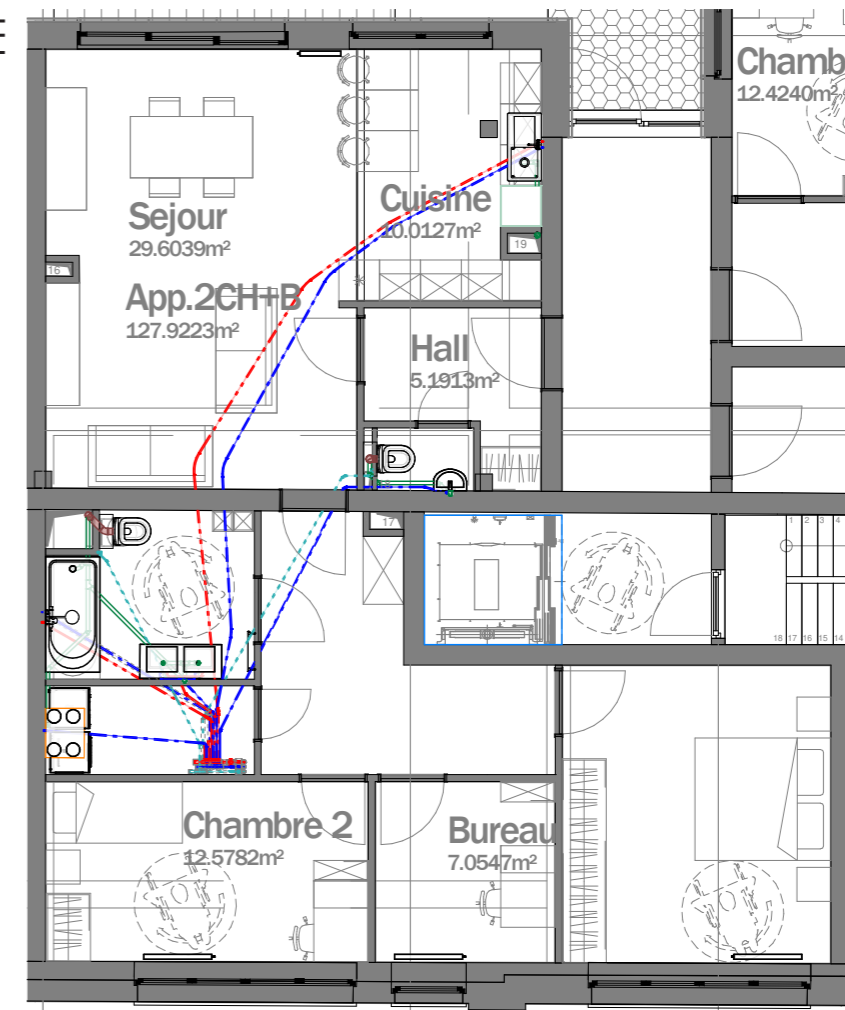 Chamb
12.4240m²
Cuisine
10.0127m²
Sejour
29.6039m²
19
16
App.2CH+B
127.9223m²
Hall
5.1913m²
17
1 2 3 4
18 17 16 15 14
Chambre 2
12.5782m²
Bureau
7.0547m²